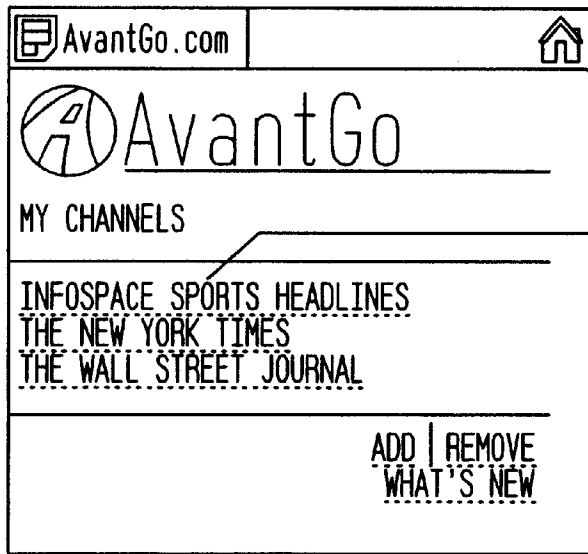 AvantGo.com
AvantGo
MY CHANNELS
INFOSPACE SPORTS HEADLINES
THE NEW YORK TIMES
THE WALL STREET JOURNAL
ADD | REMOVE
WHAT'S NEW